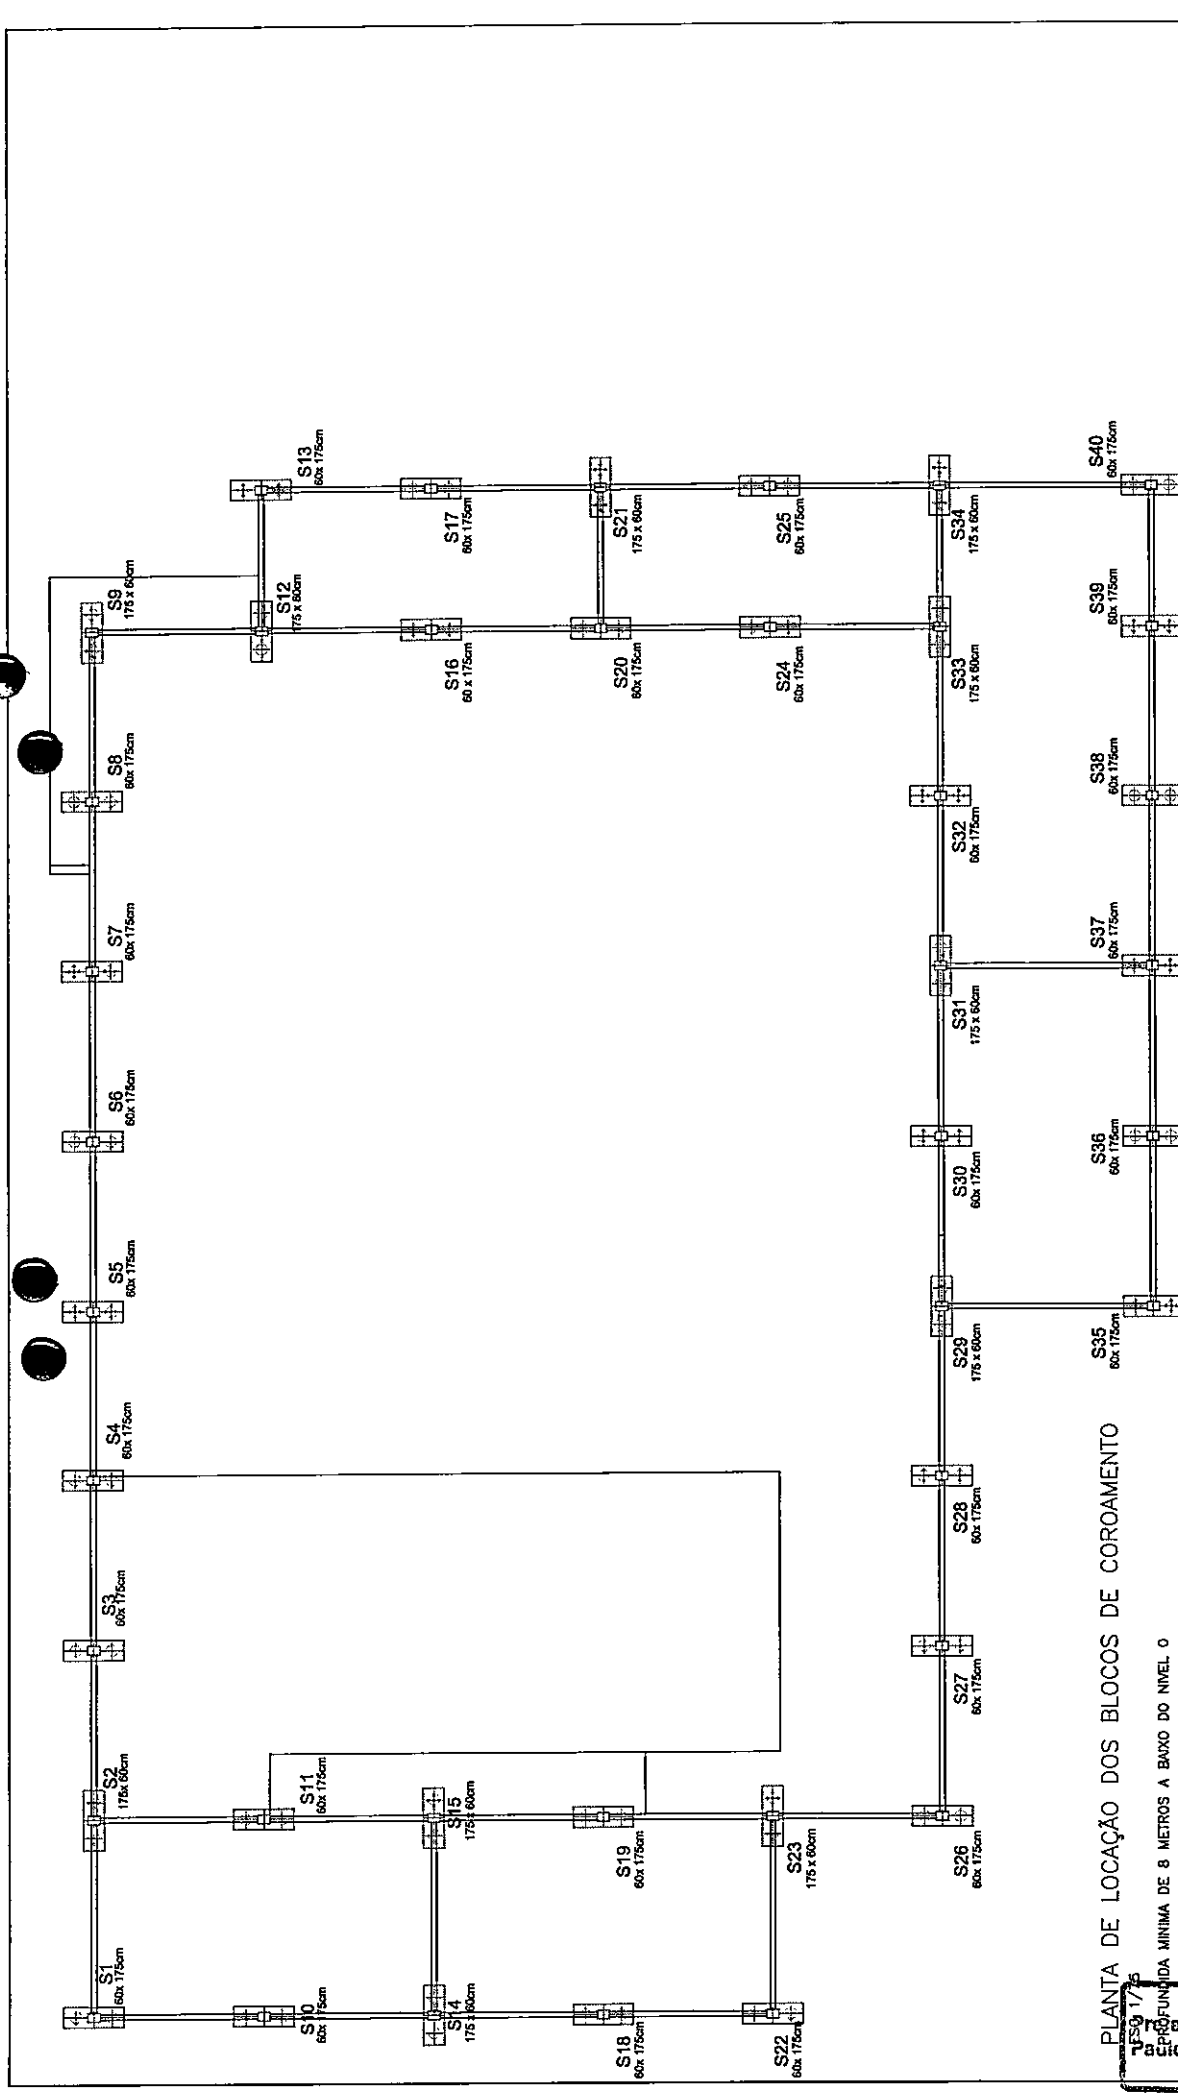 S1
60x 175cm
S2
175x 60cm
S3
60x 175cm
S4
60x 175cm
S5
60x 175cm
S6
60x 175cm
S7
60x 175cm
S8
60x 175cm
S9
175 x 60cm
S10
60x 175cm
S11
60x 175cm
S12
175 x 60cm
S13
60x 175cm
S14
175 x 60cm
S15
175 x 60cm
S16
60 x 175cm
S17
60x 175cm
S18
60x 175cm
S19
60x 175cm
S20
60x 175cm
S21
175 x 60cm
S22
60x 175cm
S23
175 x 60cm
S24
60x 175cm
S25
60x 175cm
S26
60x 175cm
S27
60x 175cm
S28
60x 175cm
S29
175 x 60cm
S30
60x 175cm
S31
175 x 60cm
S32
60x 175cm
S33
175 x 60cm
S34
175 x 60cm
S35
60x 175cm
S36
60x 175cm
S37
60x 175cm
S38
60x 175cm
S39
60x 175cm
S40
60x 175cm
PLANTA DE LOCAÇÃO DOS BLOCOS DE COROAMENTO
1/75
PROFUNDIDA MINIMA DE 8 METROS A BAIXO DO NIVEL 0